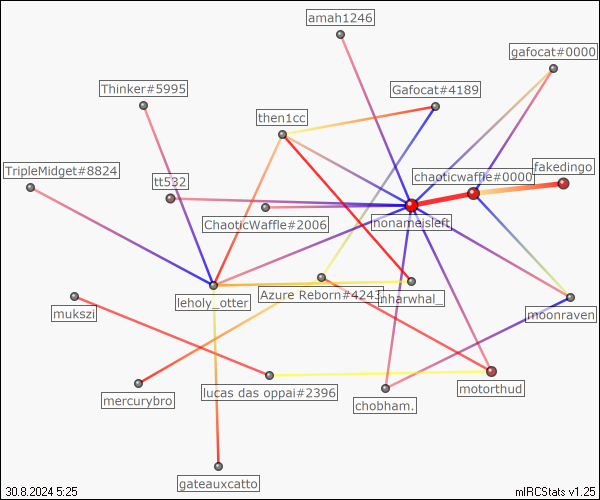 amah1246
gafocat#0000
Thinker#5995
Gafocat#4189
then1cc
TripleMidget#8824
tt532
chaoticwaffle#0000
fakedingo
ChaoticWaffle#2006
nonameisleft
leholy_otter
Azure Reborn#4243
nharwhal_
mukszi
moonraven
mercurybro
lucas das oppai#2396
chobham.
motorthud
gateauxcatto
30.8.2024 5:25
mIRCStats v1.25